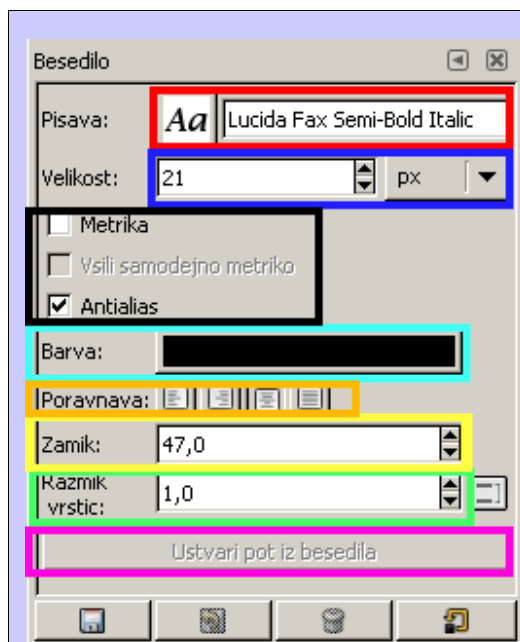 Besedilo
Pisava: Aa Lucida Fax Semi-Bold Italic
Velikost: 21 px
Metrika
Vsili samodejno metriko
Antialias
Barva:
Poravnava:
Zamik: 47,0
Razmik
vrstic: 1,0
Ustvari pot iz besedila